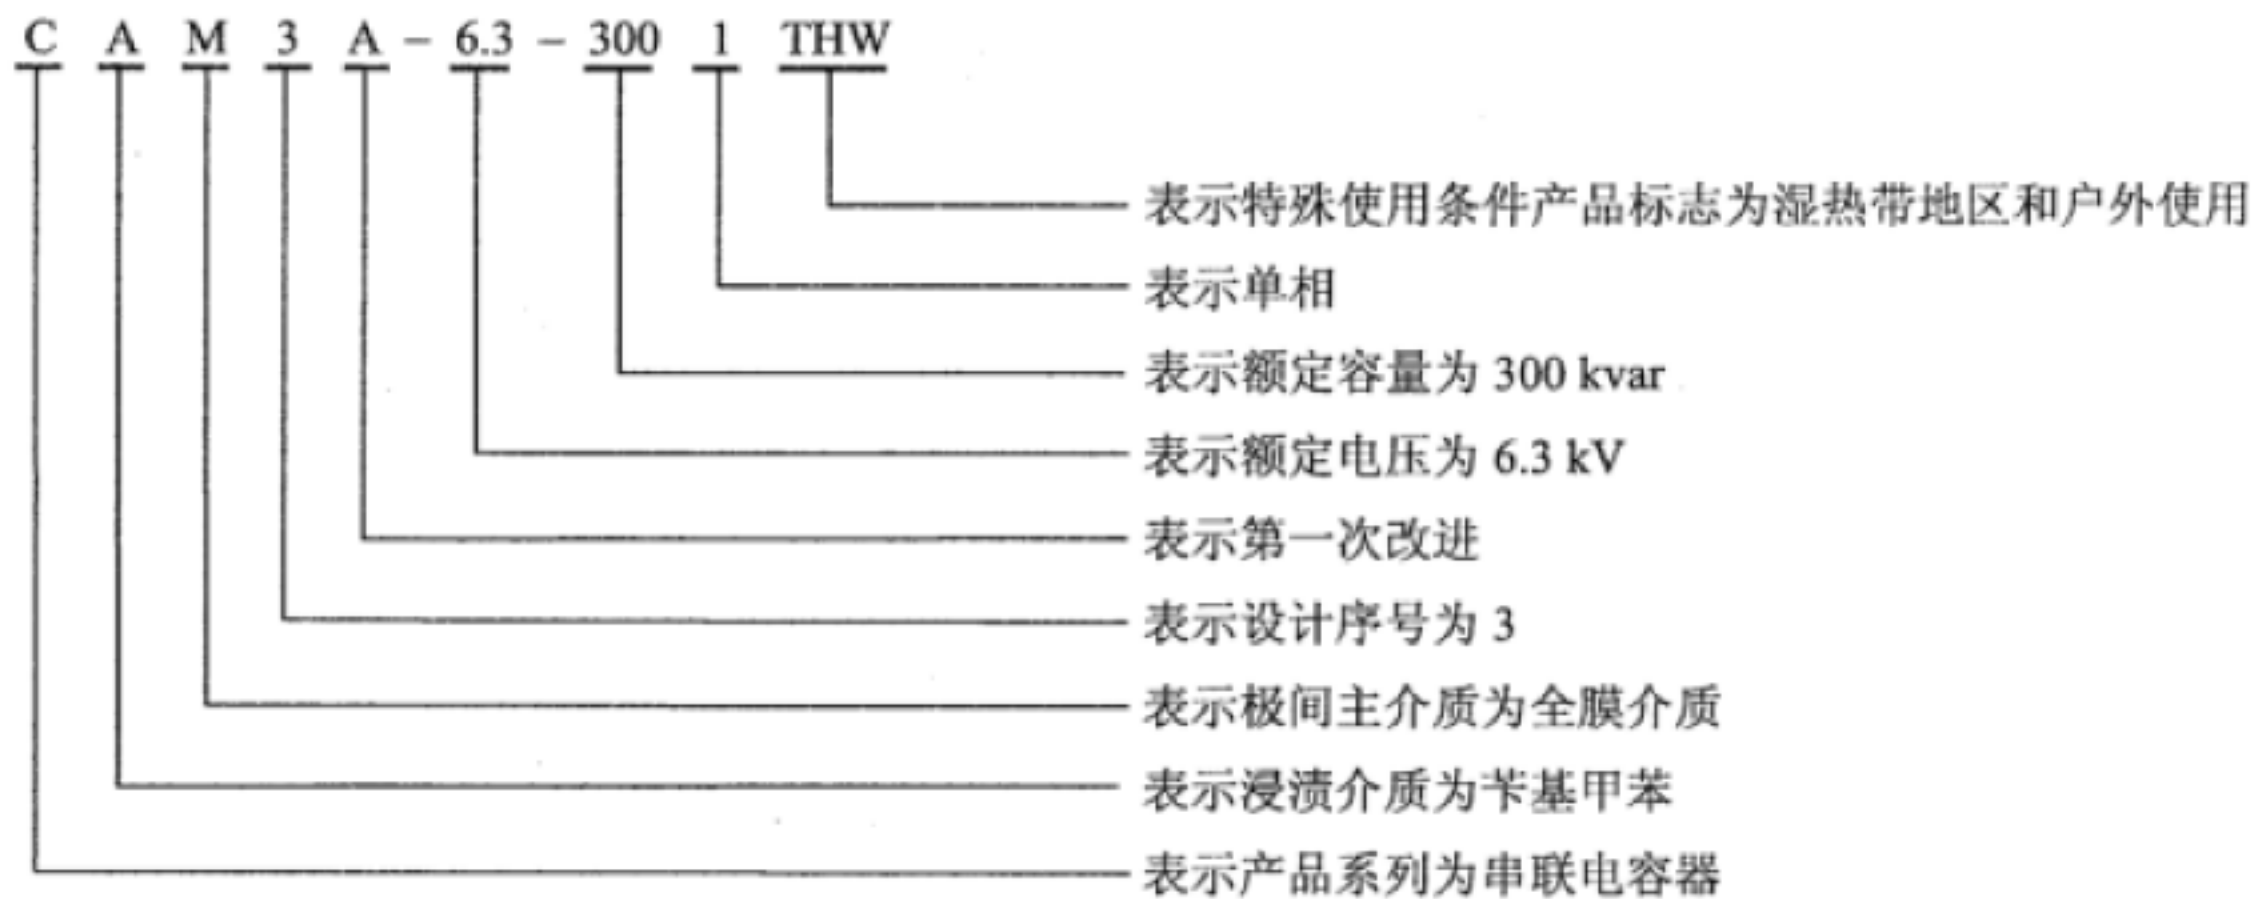 C A M 3 A - 6.3 - 300 1 THW
表示特殊使用条件产品标志为湿热带地区和户外使用
表示单相
表示额定容量为 300 kvar
表示额定电压为 6.3 kV
表示第一次改进
表示设计序号为 3
表示极间主介质为全膜介质
表示浸渍介质为苄基甲苯
表示产品系列为串联电容器